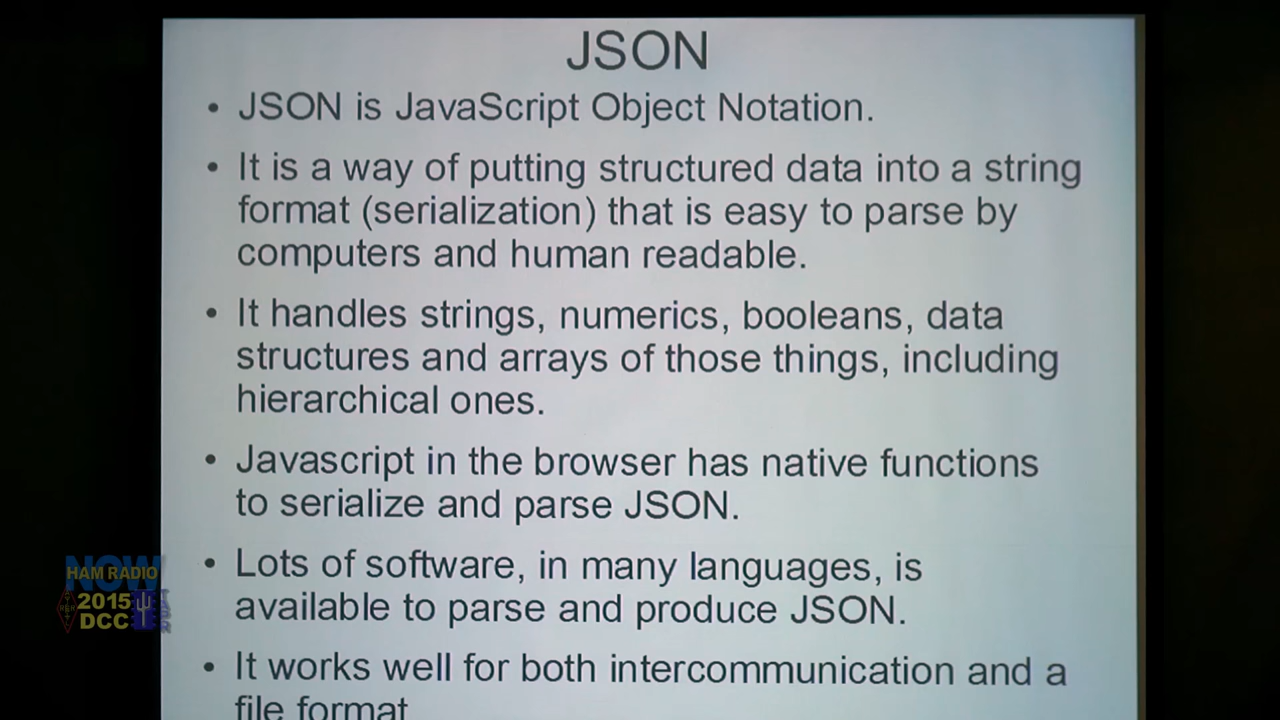 JSON
• JSON is JavaScript Object Notation.
• It is a way of putting structured data into a string
format (serialization) that is easy to parse by
computers and human readable.
• It handles strings, numerics, booleans, data
structures and arrays of those things, including
hierarchical ones.
• Javascript in the browser has native functions
to serialize and parse JSON.
• Lots of software, in many languages, is
available to parse and produce JSON.
• It works well for both intercommunication and a
file format
NOW
HAM RADIO
2015
DCC